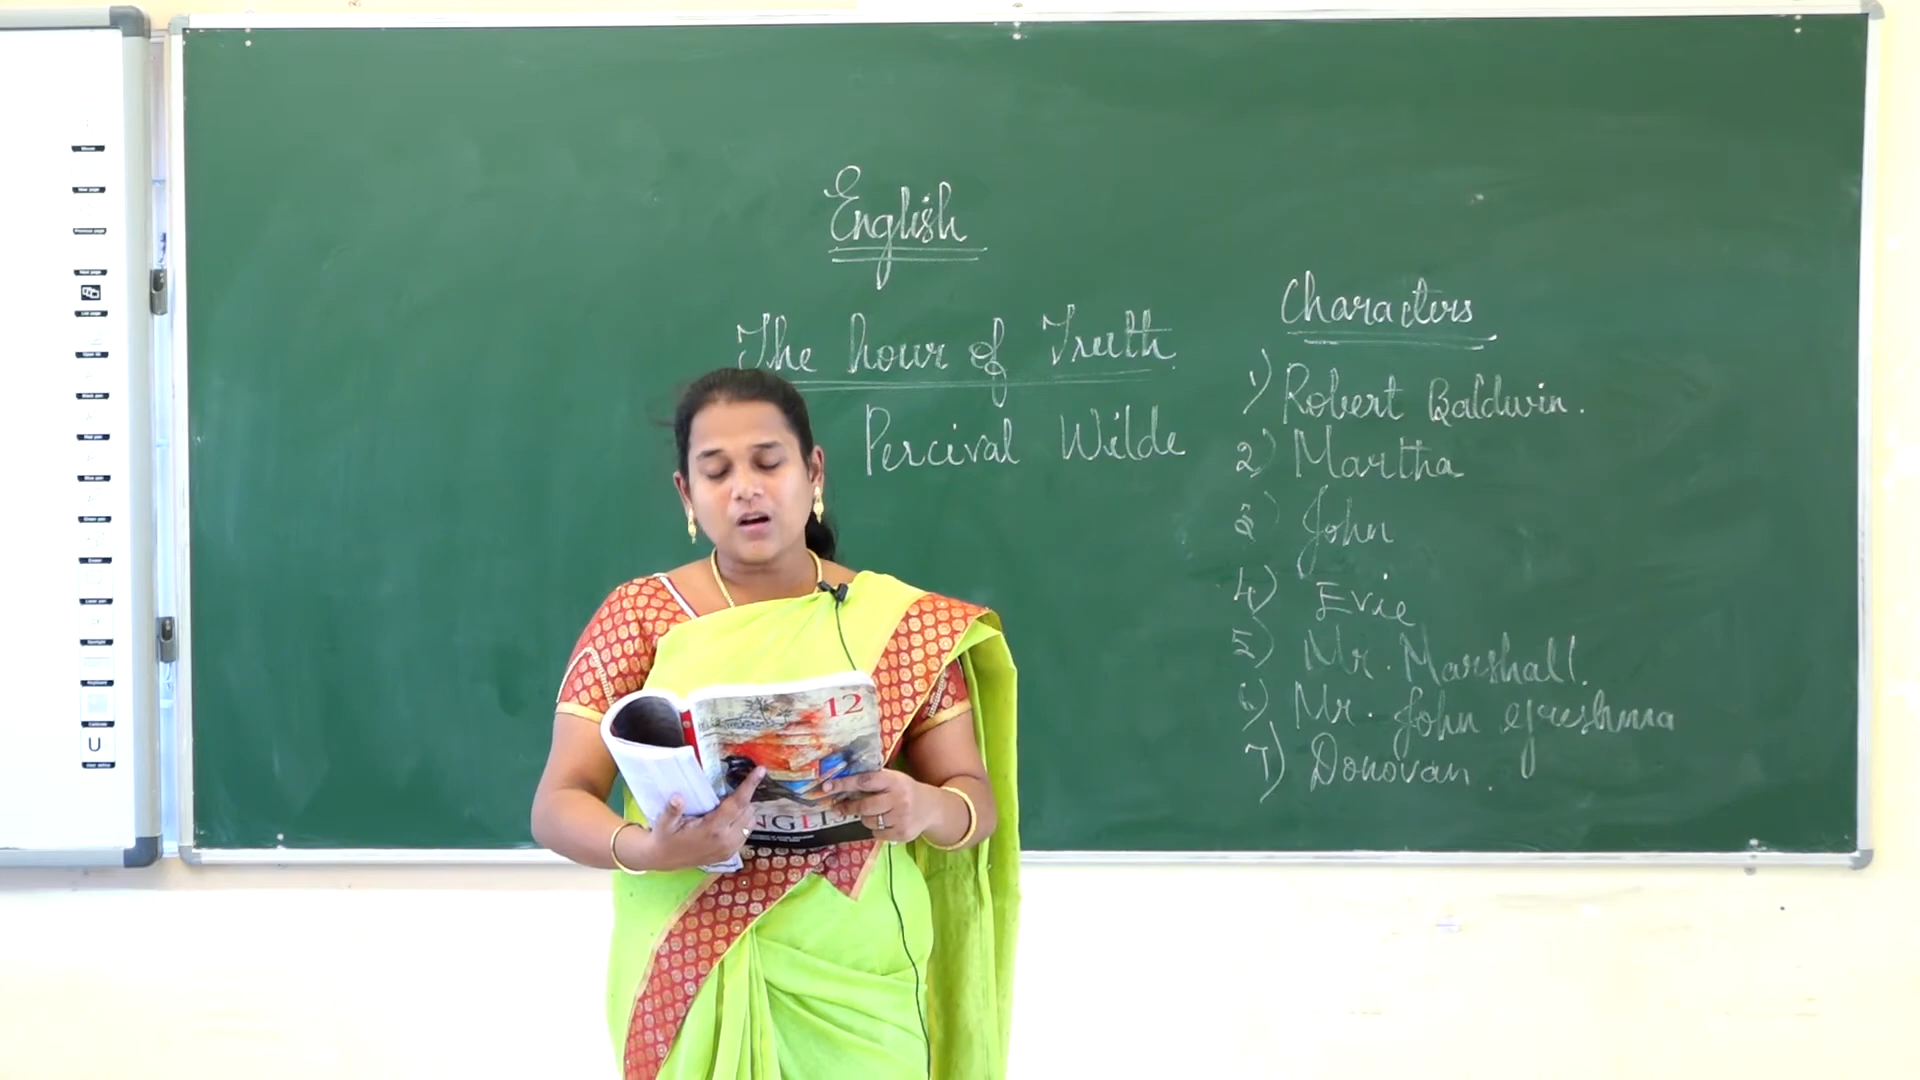 English
The hour of Truth.
Percival Wilde
Characters
1) Robert Baldwin.
2) Martha
3) John
4) Evie
5) Mr. Marshall.
6) Mr. John
7) Donovan.
12
NGLIS
U